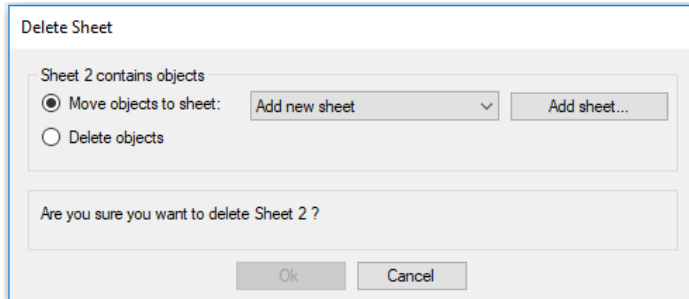 Delete Sheet
Sheet 2 contains objects
Move objects to sheet: Add new sheet Add sheet...
Delete objects
Are you sure you want to delete Sheet 2 ?
Ok Cancel